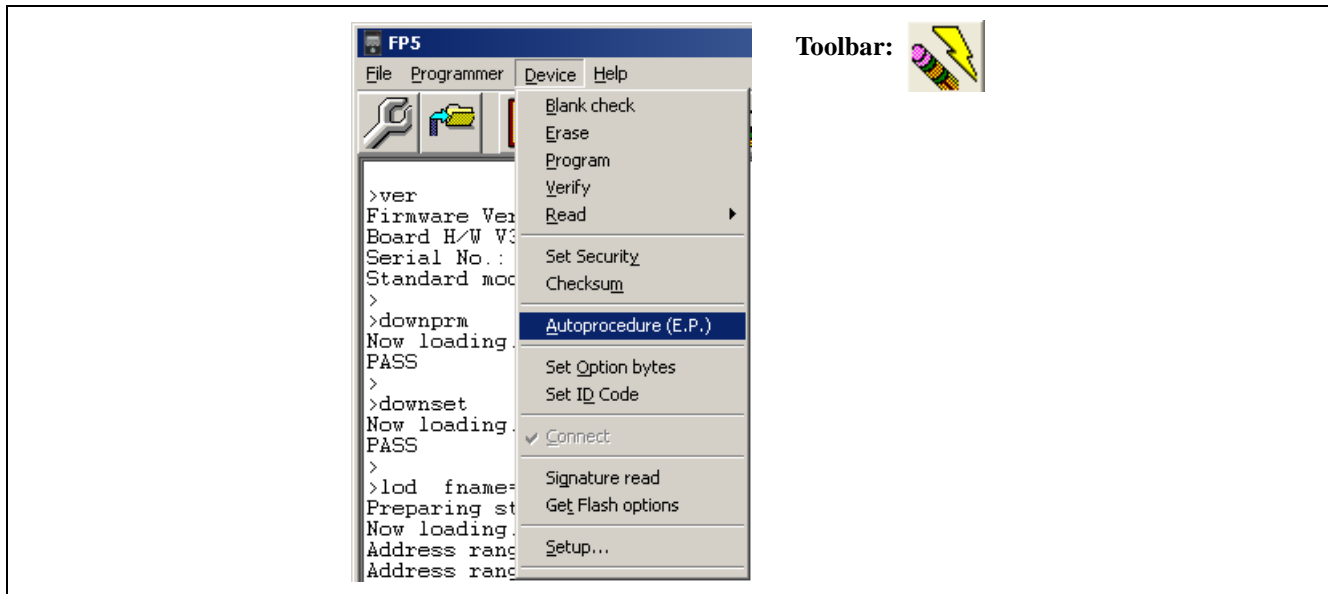 FP5
Toolbar:
File Programmer Device Help
Blank check
Erase
Program
Verify
Read
Set Security
Checksum
Autoprocedure (E.P.)
Set Option bytes
Set ID Code
Connect
Signature read
Get Flash options
Setup...
>ver
Firmware Ver
Board H/W V3
Serial No.:
Standard mod
>
>downprm
Now loading.
PASS
>
>downset
Now loading.
PASS
>
>lod fname=
Preparing st
Now loading.
Address rang
Address rang